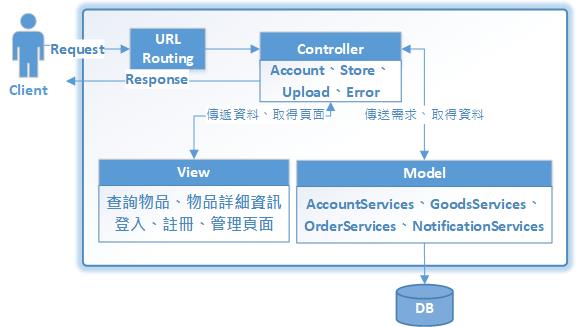 URL
Routing
Controller
Request
Response
Account、Store、
Upload、Error
Client
傳遞資料、取得頁面
傳送需求、取得資料
View
查詢物品、物品詳細資訊
登入、註冊、管理頁面
Model
AccountServices、GoodsServices、
OrderServices、NotificationServices
DB